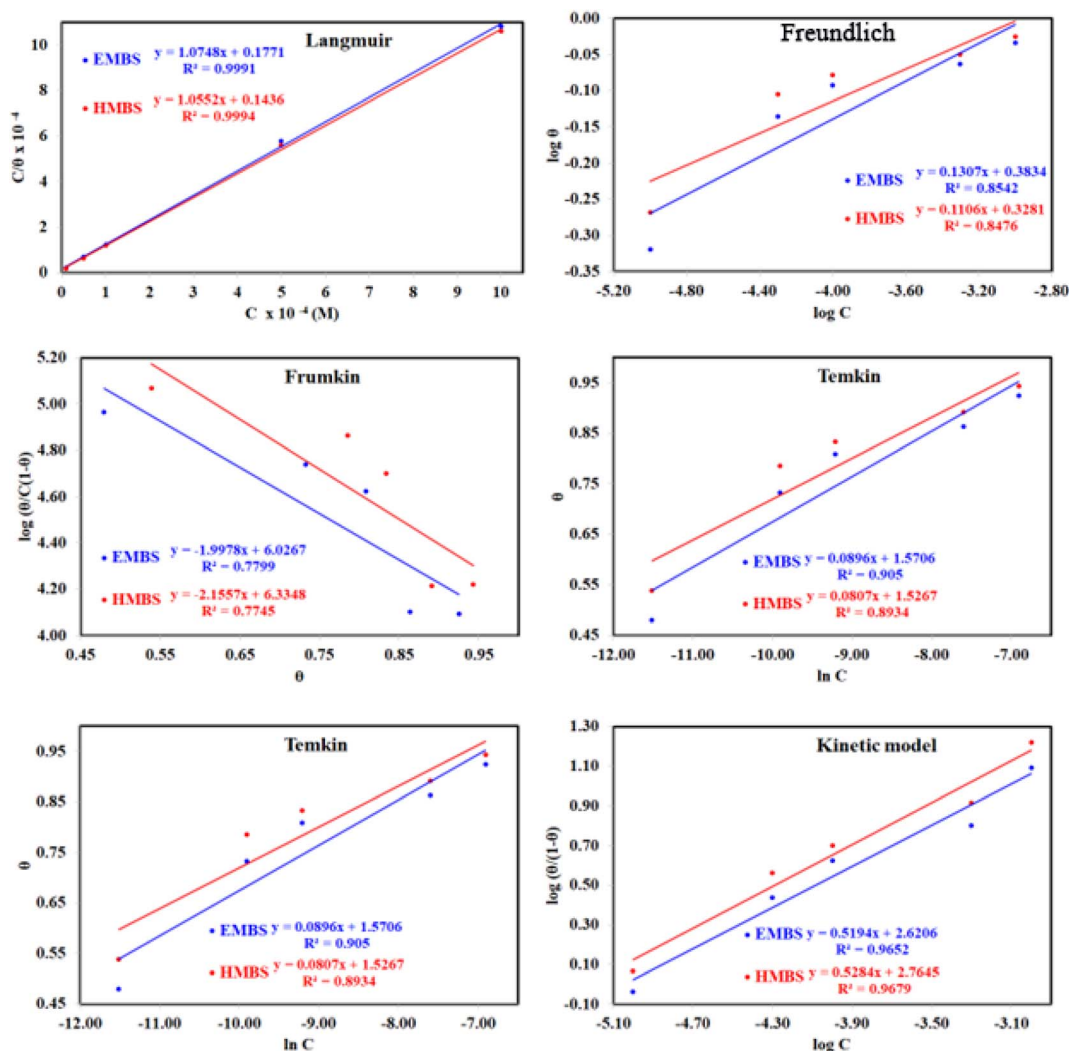 Langmuir
EMBS y = 1.0748x + 0.1771
R² = 0.9991
HMBS y = 1.0552x + 0.1436
R² = 0.9994
C/θ x 10⁻⁴
10
8
6
4
2
0
0 1 2 3 4 5 6 7 8 9 10
C x 10⁻⁴ (M)
Freundlich
EMBS y = 0.1307x + 0.3834
R² = 0.8542
HMBS y = 0.1106x + 0.3281
R² = 0.8476
log θ
0.00
-0.05
-0.10
-0.15
-0.20
-0.25
-0.30
-0.35
-5.20 -4.80 -4.40 -4.00 -3.60 -3.20 -2.80
log C
Frumkin
EMBS y = -1.9978x + 6.0267
R² = 0.7799
HMBS y = -2.1557x + 6.3348
R² = 0.7745
log (θ/C(1-θ)
5.20
5.00
4.80
4.60
4.40
4.20
4.00
0.45 0.55 0.65 0.75 0.85 0.95
θ
Temkin
EMBS y = 0.0896x + 1.5706
R² = 0.905
HMBS y = 0.0807x + 1.5267
R² = 0.8934
θ
0.95
0.85
0.75
0.65
0.55
0.45
-12.00 -11.00 -10.00 -9.00 -8.00 -7.00
ln C
Temkin
EMBS y = 0.0896x + 1.5706
R² = 0.905
HMBS y = 0.0807x + 1.5267
R² = 0.8934
θ
0.95
0.85
0.75
0.65
0.55
0.45
-12.00 -11.00 -10.00 -9.00 -8.00 -7.00
ln C
Kinetic model
EMBS y = 0.5194x + 2.6206
R² = 0.9652
HMBS y = 0.5284x + 2.7645
R² = 0.9679
log (θ/(1-θ)
1.30
1.10
0.90
0.70
0.50
0.30
0.10
-0.10
-5.10 -4.70 -4.30 -3.90 -3.50 -3.10
log C